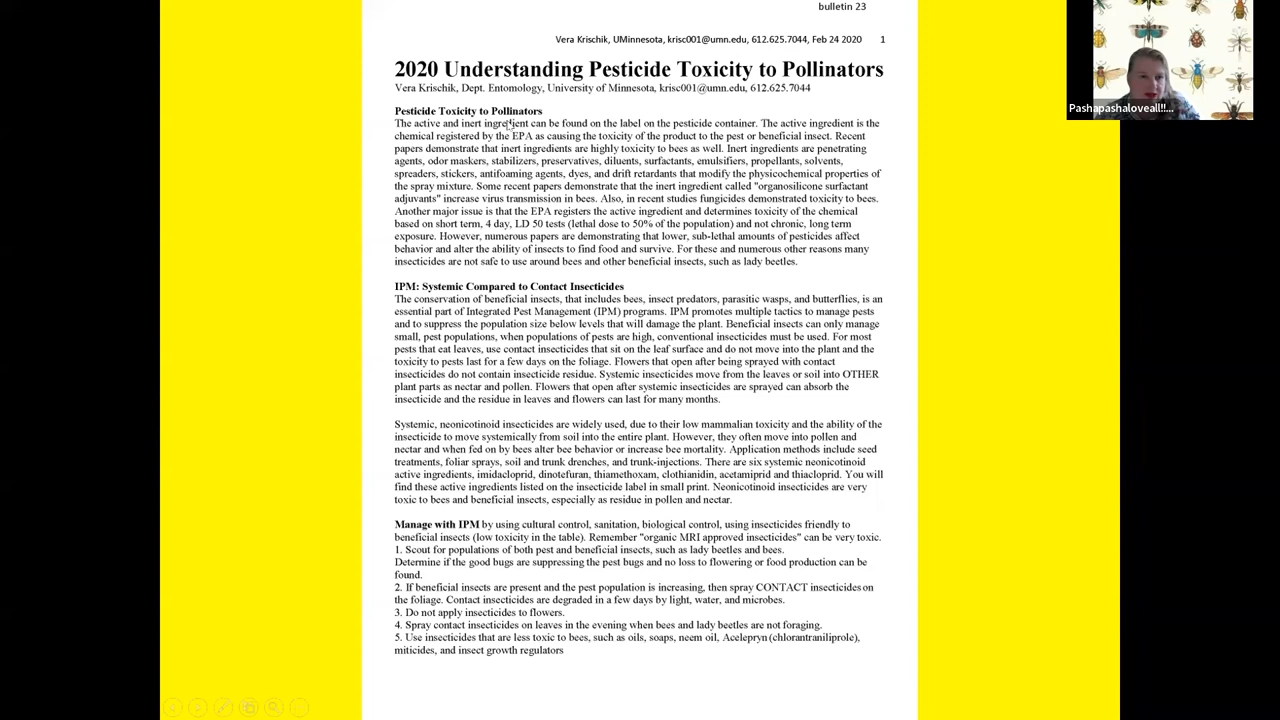 bulletin 23
Vera Krischik, UMinnesota, krisc001@umn.edu, 612.625.7044, Feb 24 2020 1
2020 Understanding Pesticide Toxicity to Pollinators
Vera Krischik, Dept. Entomology, University of Minnesota, krisc001@umn.edu, 612.625.7044
Pesticide Toxicity to Pollinators
The active and inert ingredient can be found on the label on the pesticide container. The active ingredient is the
chemical registered by the EPA as causing the toxicity of the product to the pest or beneficial insect. Recent
papers demonstrate that inert ingredients are highly toxicity to bees as well. Inert ingredients are penetrating
agents, odor maskers, stabilizers, preservatives, diluents, surfactants, emulsifiers, propellants, solvents,
spreaders, stickers, antifoaming agents, dyes, and drift retardants that modify the physicochemical properties of
the spray mixture. Some recent papers demonstrate that the inert ingredient called "organosilicone surfactant
adjuvants" increase virus transmission in bees. Also, in recent studies fungicides demonstrated toxicity to bees.
Another major issue is that the EPA registers the active ingredient and determines toxicity of the chemical
based on short term, 4 day, LD 50 tests (lethal dose to 50% of the population) and not chronic, long term
exposure. However, numerous papers are demonstrating that lower, sub-lethal amounts of pesticides affect
behavior and alter the ability of insects to find food and survive. For these and numerous other reasons many
insecticides are not safe to use around bees and other beneficial insects, such as lady beetles.
IPM: Systemic Compared to Contact Insecticides
The conservation of beneficial insects, that includes bees, insect predators, parasitic wasps, and butterflies, is an
essential part of Integrated Pest Management (IPM) programs. IPM promotes multiple tactics to manage pests
and to suppress the population size below levels that will damage the plant. Beneficial insects can only manage
small, pest populations, when populations of pests are high, conventional insecticides must be used. For most
pests that eat leaves, use contact insecticides that sit on the leaf surface and do not move into the plant and the
toxicity to pests last for a few days on the foliage. Flowers that open after being sprayed with contact
insecticides do not contain insecticide residue. Systemic insecticides move from the leaves or soil into OTHER
plant parts as nectar and pollen. Flowers that open after systemic insecticides are sprayed can absorb the
insecticide and the residue in leaves and flowers can last for many months.
Systemic, neonicotinoid insecticides are widely used, due to their low mammalian toxicity and the ability of the
insecticide to move systemically from soil into the entire plant. However, they often move into pollen and
nectar and when fed on by bees alter bee behavior or increase bee mortality. Application methods include seed
treatments, foliar sprays, soil and trunk drenches, and trunk-injections. There are six systemic neonicotinoid
active ingredients, imidacloprid, dinotefuran, thiamethoxam, clothianidin, acetamiprid and thiacloprid. You will
find these active ingredients listed on the insecticide label in small print. Neonicotinoid insecticides are very
toxic to bees and beneficial insects, especially as residue in pollen and nectar.
Manage with IPM by using cultural control, sanitation, biological control, using insecticides friendly to
beneficial insects (low toxicity in the table). Remember "organic MRI approved insecticides" can be very toxic.
1. Scout for populations of both pest and beneficial insects, such as lady beetles and bees.
Determine if the good bugs are suppressing the pest bugs and no loss to flowering or food production can be
found.
2. If beneficial insects are present and the pest population is increasing, then spray CONTACT insecticides on
the foliage. Contact insecticides are degraded in a few days by light, water, and microbes.
3. Do not apply insecticides to flowers.
4. Spray contact insecticides on leaves in the evening when bees and lady beetles are not foraging.
5. Use insecticides that are less toxic to bees, such as oils, soaps, neem oil, Acelepryn (chlorantraniliprole),
miticides, and insect growth regulators
Pashapashaloveall!!...